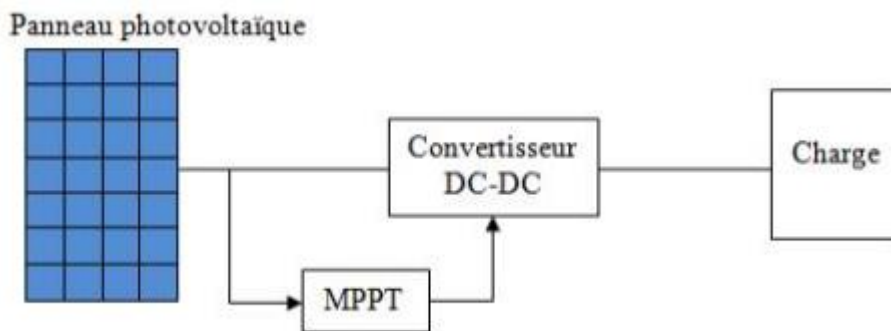 Panneau photovoltaïque
Convertisseur
DC-DC
Charge
MPPT